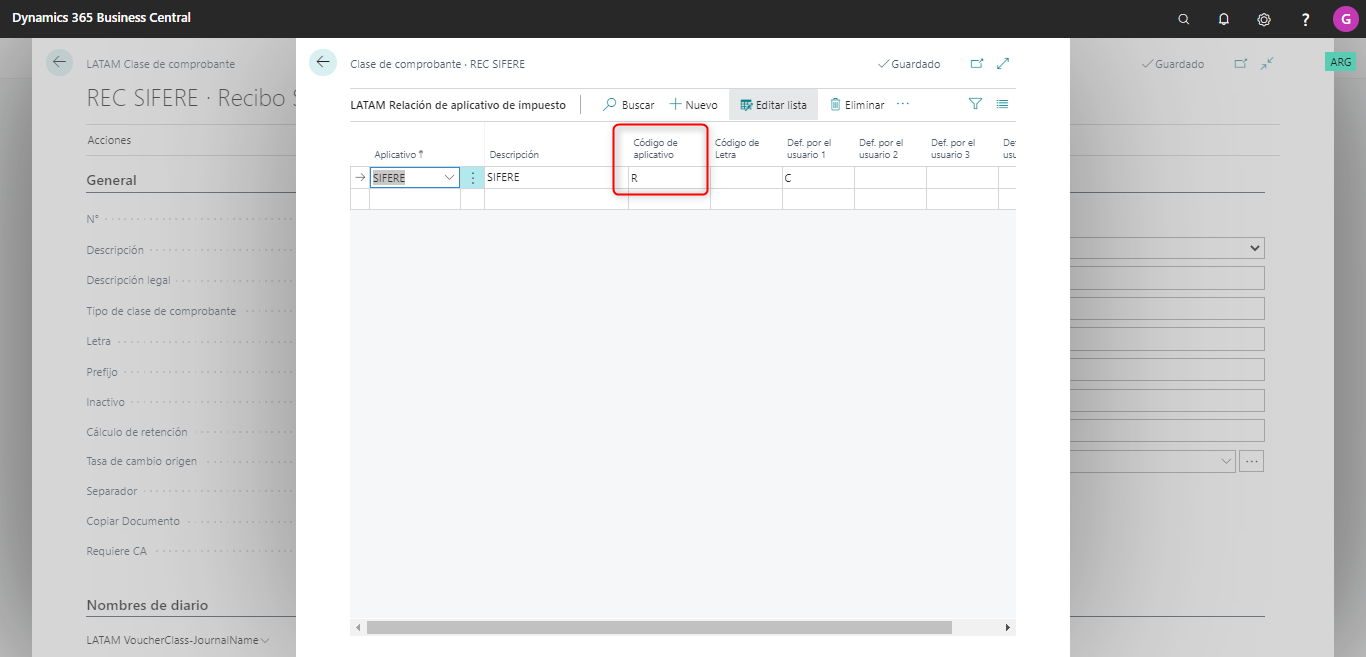 Dynamics 365 Business Central
?
G
LATAM Clase de comprobante
Guardado
ARG
REC SIFERE · Recibo
Acciones
General
N°
Descripción
Descripción legal
Tipo de clase de comprobante
Letra
Prefijo
Inactivo
Cálculo de retención
Tasa de cambio origen
Separador
Copiar Documento
Requiere CA
Nombres de diario
LATAM VoucherClass-JournalName
Clase de comprobante · REC SIFERE
Guardado
LATAM Relación de aplicativo de impuesto
Buscar
Nuevo
Editar lista
Eliminar
Aplicativo ↑
Descripción
Código de
aplicativo
Código de
Letra
Def. por el
usuario 1
Def. por el
usuario 2
Def. por el
usuario 3
SIFERE
SIFERE
R
C